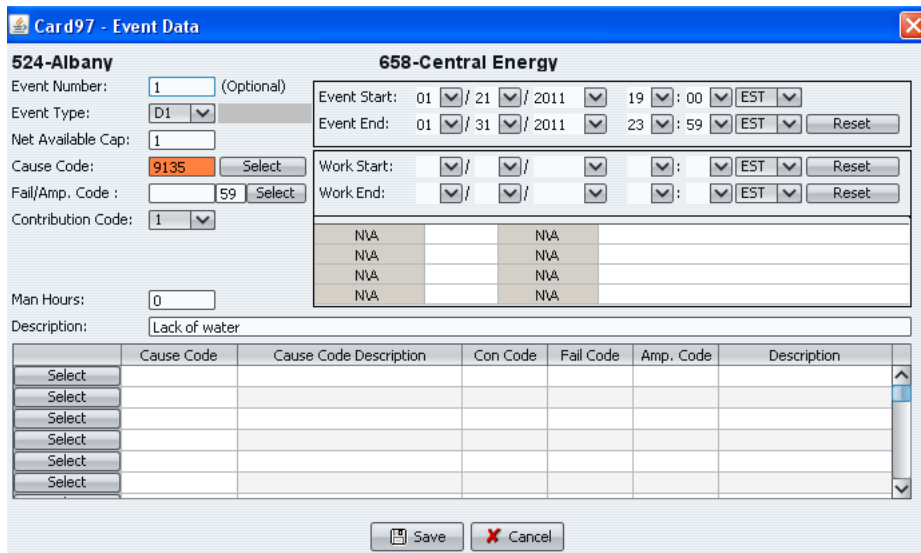 Card97 - Event Data
524-Albany 658-Central Energy
Event Number: 1 (Optional)
Event Start: 01 / 21 / 2011 19 : 00 EST
Event Type: D1
Event End: 01 / 31 / 2011 23 : 59 EST Reset
Net Available Cap: 1
Cause Code: 9135 Select
Work Start: / / : EST Reset
Fail/Amp. Code : 59 Select
Work End: / / : EST Reset
Contribution Code: 1
N\A N\A
N\A N\A
N\A N\A
N\A N\A
Man Hours: 0
Description: Lack of water
Cause Code Cause Code Description Con Code Fail Code Amp. Code Description
Select
Select
Select
Select
Select
Select
Save Cancel